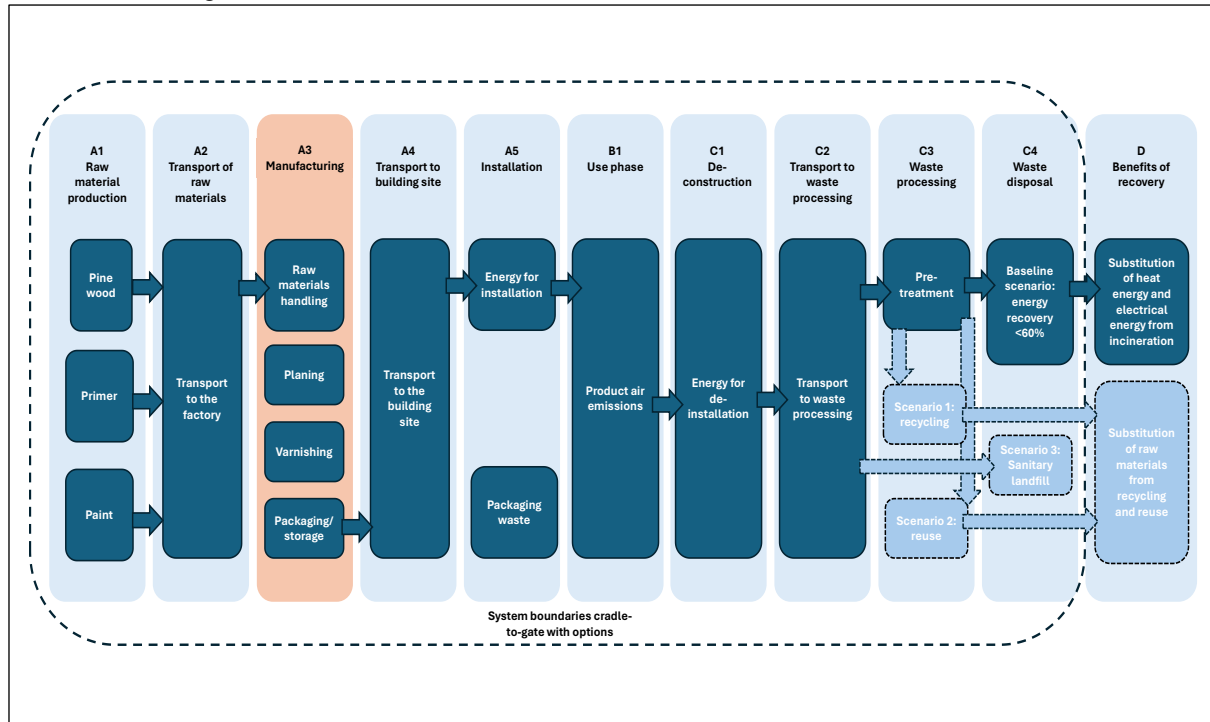 A1
Raw
material
production
A2
Transport of
raw
materials
A3
Manufacturing
A4
Transport to
building site
A5
Installation
B1
Use phase
C1
De-
construction
C2
Transport to
waste
processing
C3
Waste
processing
C4
Waste
disposal
D
Benefits of
recovery
Pine
wood
Primer
Paint
Transport
to the
factory
Raw
materials
handling
Planing
Varnishing
Packaging/
storage
Transport
to the
building
site
Energy for
installation
Packaging
waste
Product air
emissions
Energy for
de-
installation
Transport
to waste
processing
Pre-
treatment
Scenario 1:
recycling
Scenario 2:
reuse
Baseline
scenario:
energy
recovery
<60%
Scenario 3:
Sanitary
landfill
Substitution
of heat
energy and
electrical
energy from
incineration
Substitution
of raw
materials
from
recycling
and reuse
System boundaries cradle-
to-gate with options